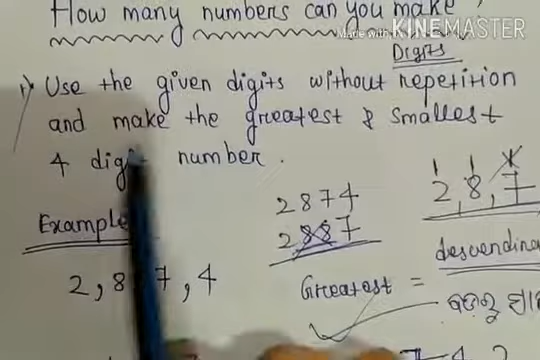 How many numbers can you make
Made with KINEMASTER
Digits
1) Use the given digits without repetition
and make the greatest & smallest
4 digit number.
2874
2887
2,8,7
Example
descending
2, 8 7, 4
Greatest =
ବଡ଼ରୁ